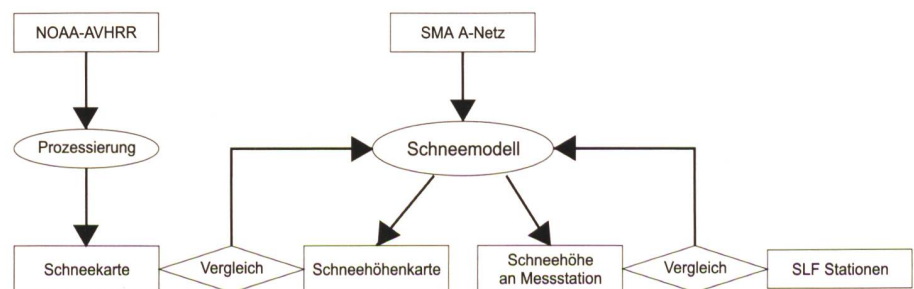 NOAA-AVHRR
SMA A-Netz
Prozessierung
Schneemodell
Schneekarte
Vergleich
Schneehöhenkarte
Schneehöhe
an Messstation
Vergleich
SLF Stationen